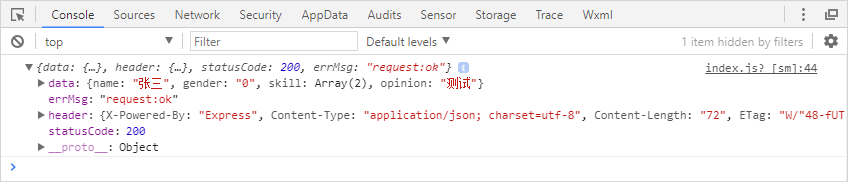 Console Sources Network Security AppData Audits Sensor Storage Trace Wxml
top Filter Default levels 1 item hidden by filters
{data: {…}, header: {…}, statusCode: 200, errMsg: "request:ok"} i index.js? [sm]:44
data: {name: "张三", gender: "0", skill: Array(2), opinion: "测试"}
errMsg: "request:ok"
header: {X-Powered-By: "Express", Content-Type: "application/json; charset=utf-8", Content-Length: "72", ETag: "W/"48-fUT
statusCode: 200
__proto__: Object